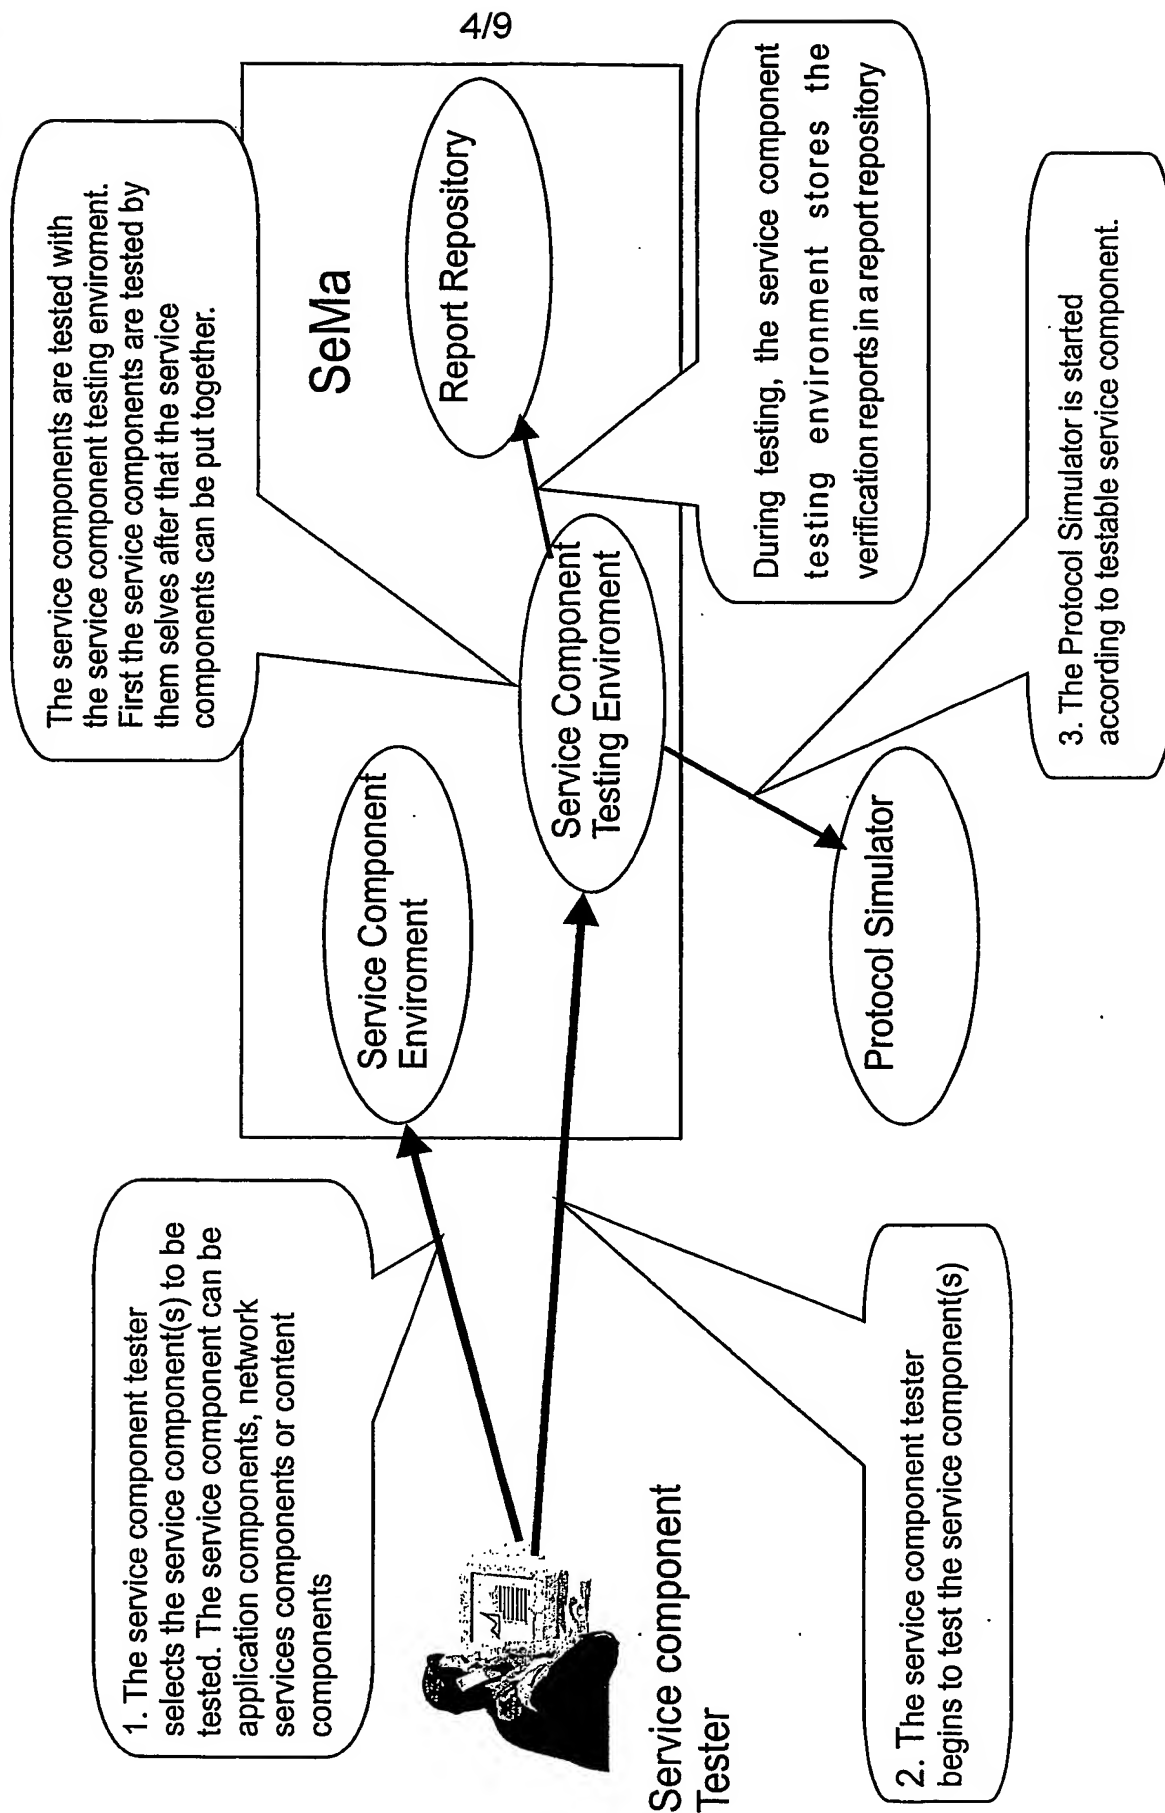 4/9
The service components are tested with
the service component testing enviroment.
First the service components are tested by
them selves after that the service
components can be put together.
1. The service component tester
selects the service component(s) to be
tested. The service component can be
application components, network
services components or content
components
SeMa
Service Component
Enviroment
Report Repository
Service Component
Testing Enviroment
During testing, the service component
testing environment stores the
verification reports in a report repository
Service component
Tester
Protocol Simulator
2. The service component tester
begins to test the service component(s)
3. The Protocol Simulator is started
according to testable service component.